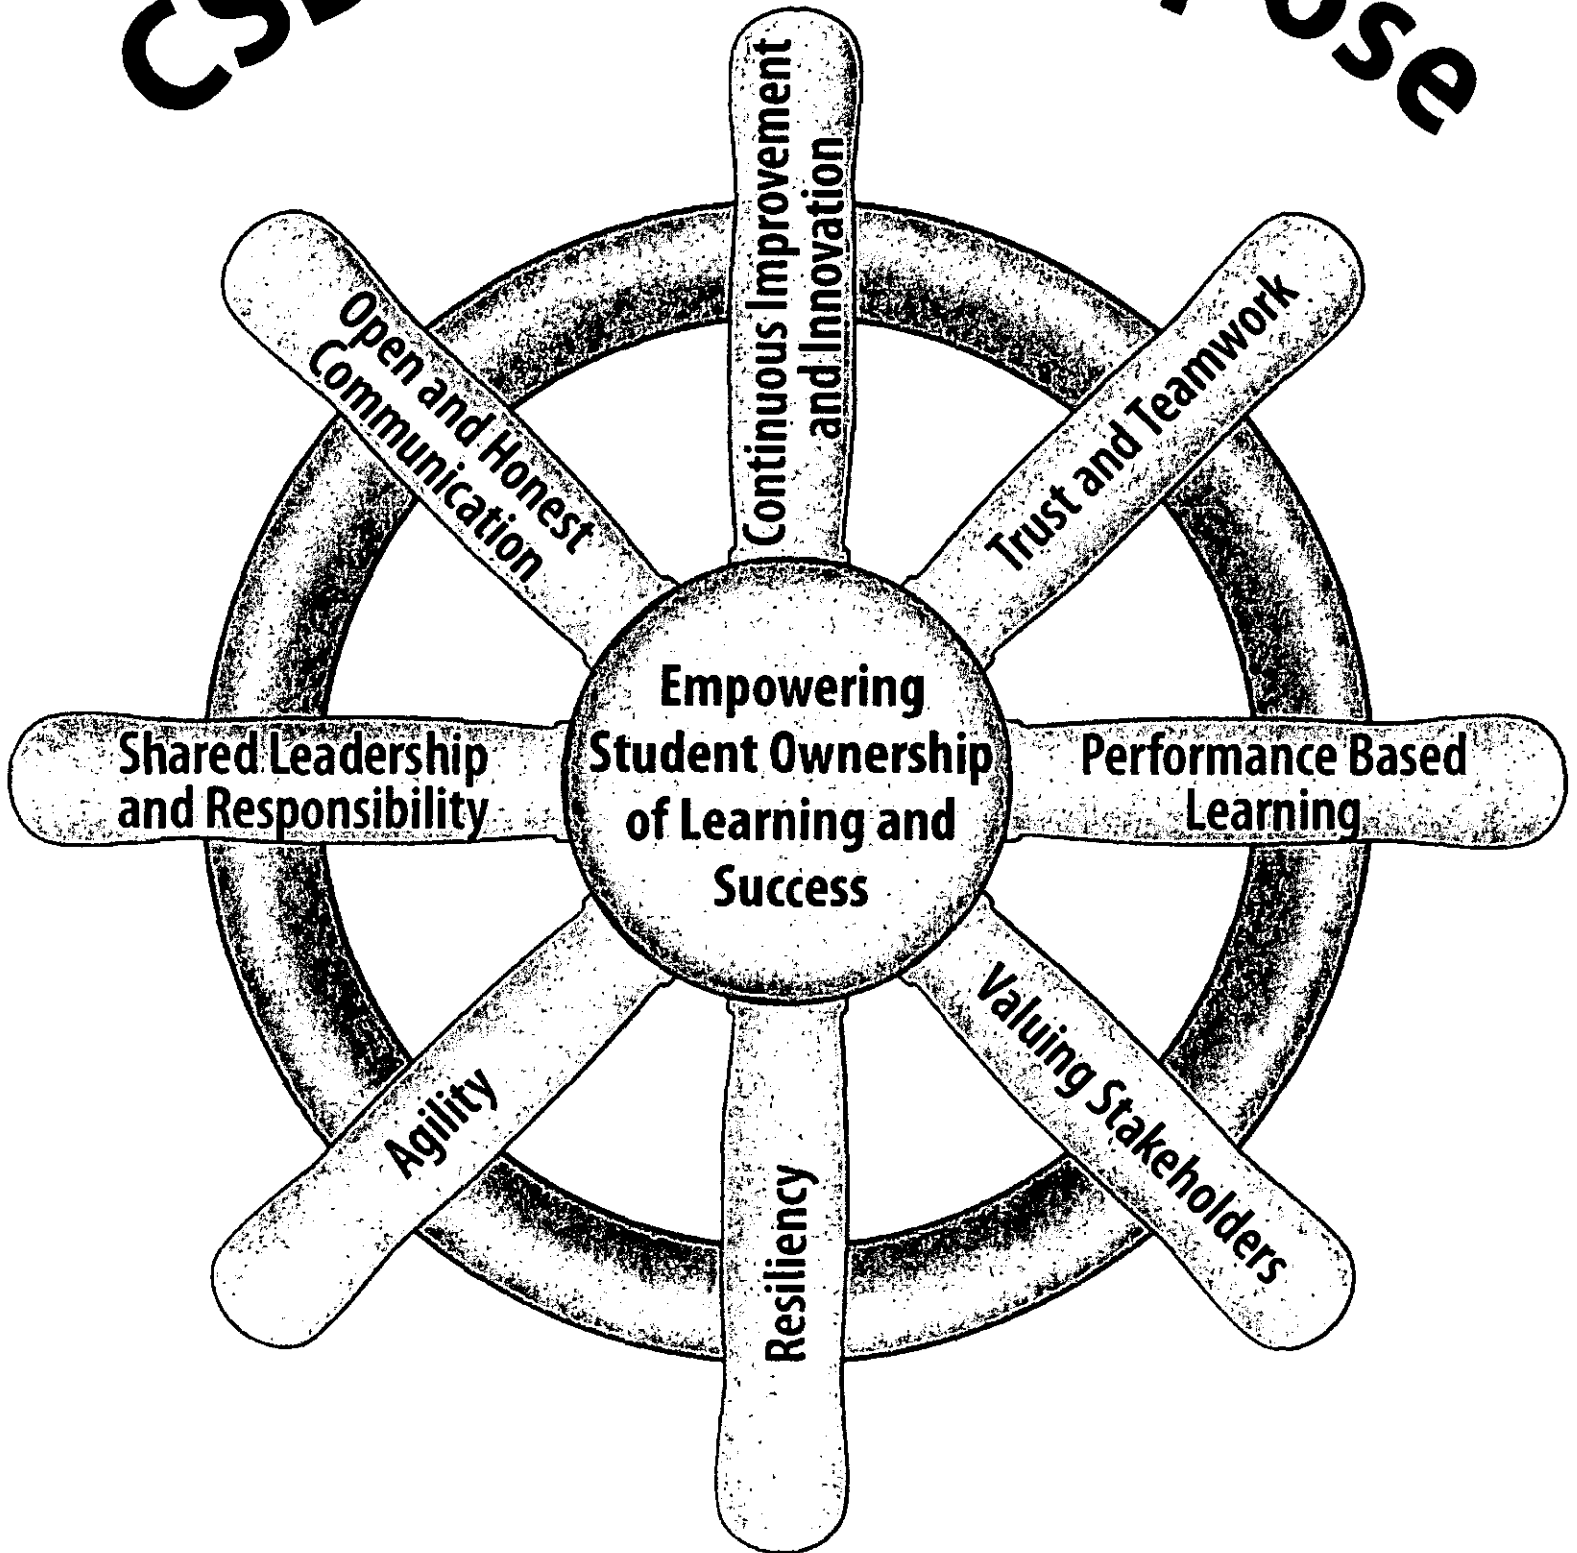 Continuous Improvement
and Innovation
Trust and Teamwork
Performance Based
Learning
Valuing Stakeholders
Resiliency
Agility
Shared Leadership
and Responsibility
Open and Honest
Communication
Empowering
Student Ownership
of Learning and
Success